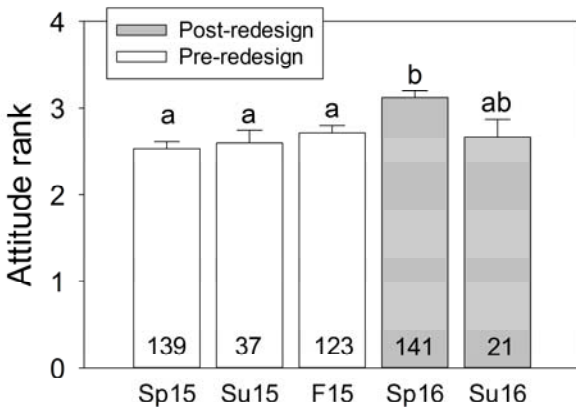 Post-redesign
Pre-redesign
Attitude rank
4
3
2
1
0
a a a b ab
139 37 123 141 21
Sp15 Su15 F15 Sp16 Su16